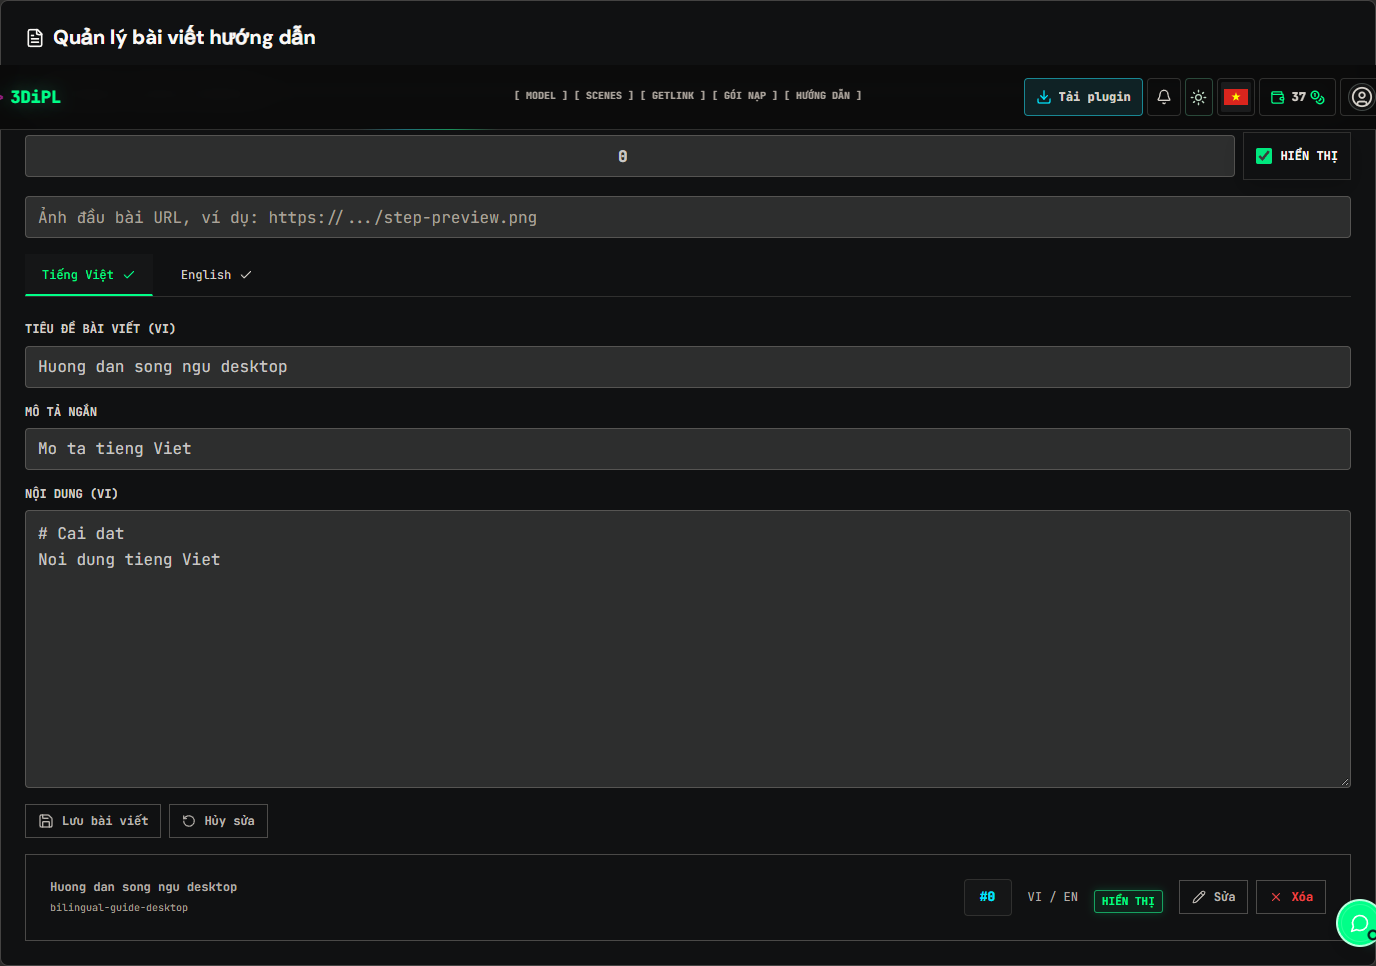 Quản lý bài viết hướng dẫn
3DiPL
[ MODEL ] [ SCENES ] [ GETLINK ] [ GÓI NẠP ] [ HƯỚNG DẪN ]
Tải plugin
37
0
HIỂN THỊ
Ảnh đầu bài URL, ví dụ: https://.../step-preview.png
Tiếng Việt
English
TIÊU ĐỀ BÀI VIẾT (VI)
Huong dan song ngu desktop
MÔ TẢ NGẮN
Mo ta tieng Viet
NỘI DUNG (VI)
# Cai dat
Noi dung tieng Viet
Lưu bài viết
Hủy sửa
Huong dan song ngu desktop
bilingual-guide-desktop
#0
VI / EN
HIỂN THỊ
Sửa
Xóa